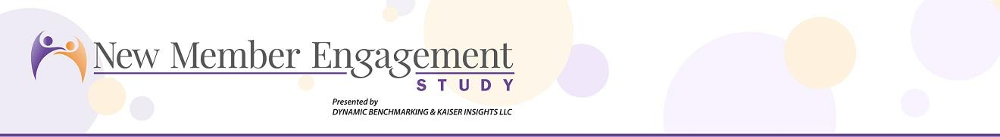 New Member Engagement
STUDY
Presented by
DYNAMIC BENCHMARKING & KAISER INSIGHTS LLC